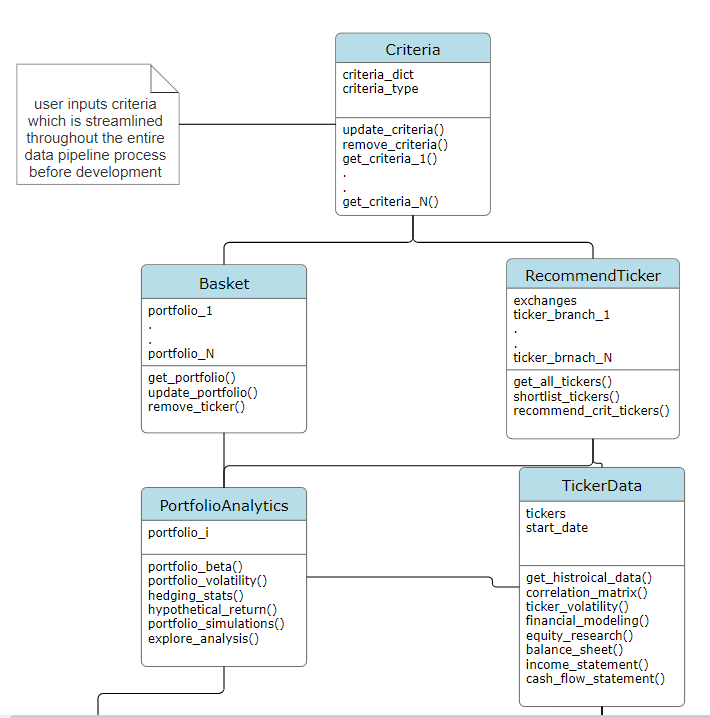 Criteria
criteria_dict
criteria_type
update_criteria()
remove_criteria()
get_criteria_1()
.
.
get_criteria_N()
user inputs criteria
which is streamlined
throughout the entire
data pipeline process
before development
Basket
portfolio_1
.
.
portfolio_N
get_portfolio()
update_portfolio()
remove_ticker()
RecommendTicker
exchanges
ticker_branch_1
.
.
ticker_brnach_N
get_all_tickers()
shortlist_tickers()
recommend_crit_tickers()
PortfolioAnalytics
portfolio_i
portfolio_beta()
portfolio_volatility()
hedging_stats()
hypothetical_return()
portfolio_simulations()
explore_analysis()
TickerData
tickers
start_date
get_histroical_data()
correlation_matrix()
ticker_volatility()
financial_modeling()
equity_research()
balance_sheet()
income_statement()
cash_flow_statement()